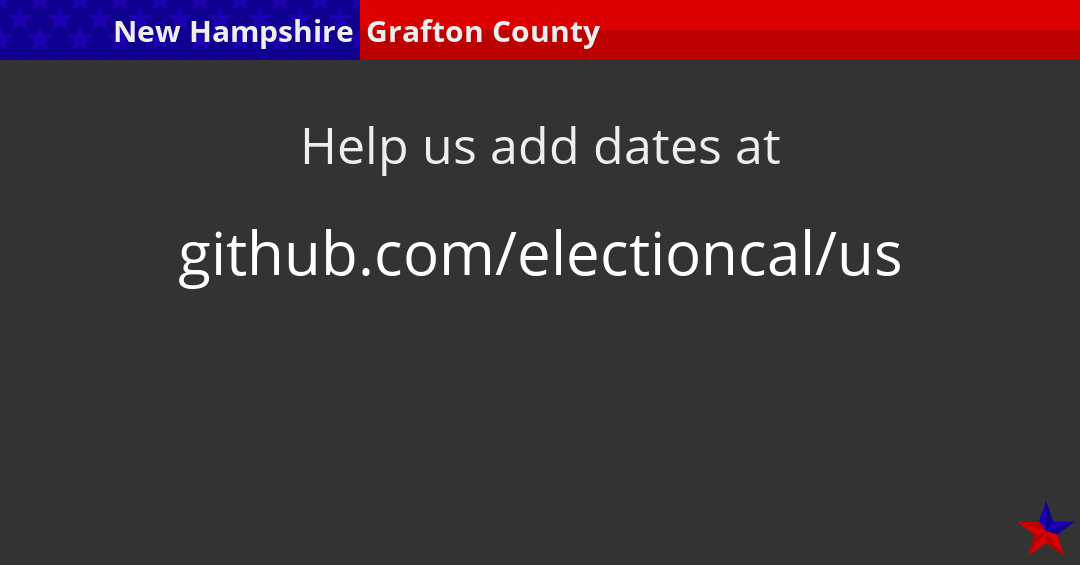 New Hampshire Grafton County
Help us add dates at
github.com/electioncal/us